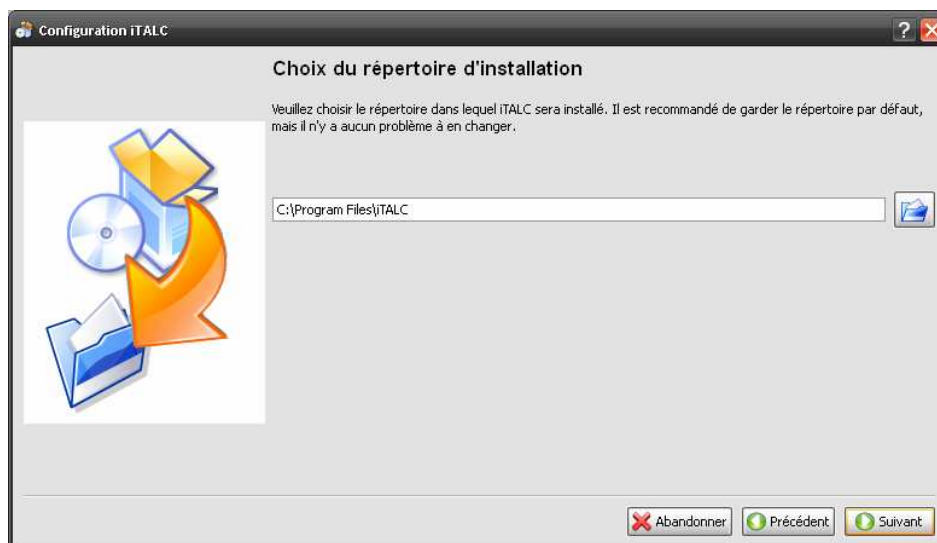 Configuration iTALC
Choix du répertoire d'installation
Veuillez choisir le répertoire dans lequel iTALC sera installé. Il est recommandé de garder le répertoire par défaut,
mais il n'y a aucun problème à en changer.
C:\Program Files\iTALC
Abandonner Précédent Suivant